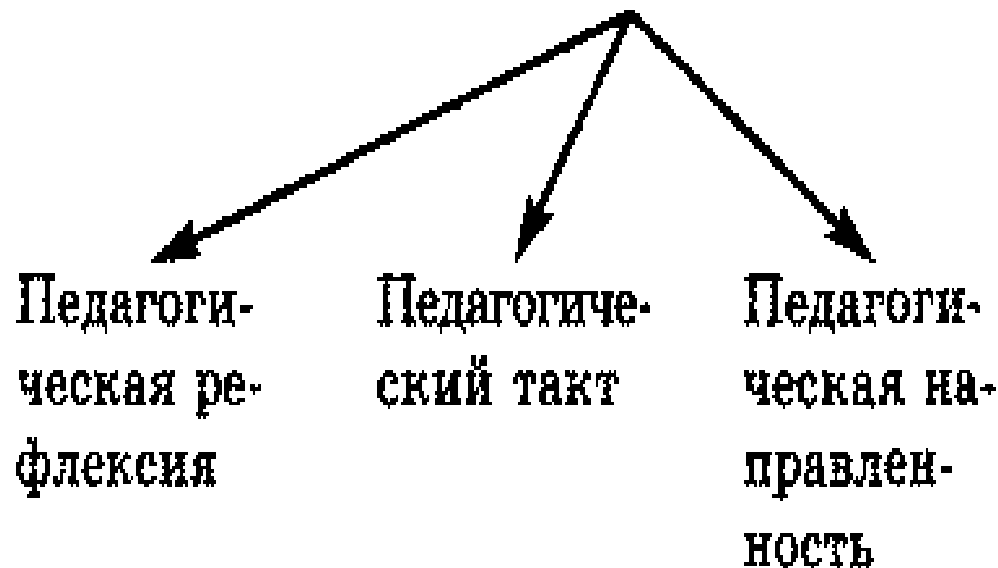 Педагоги-
ческая ре-
флексия
Педагогиче-
ский такт
Педагоги-
ческая на-
правлен-
ность